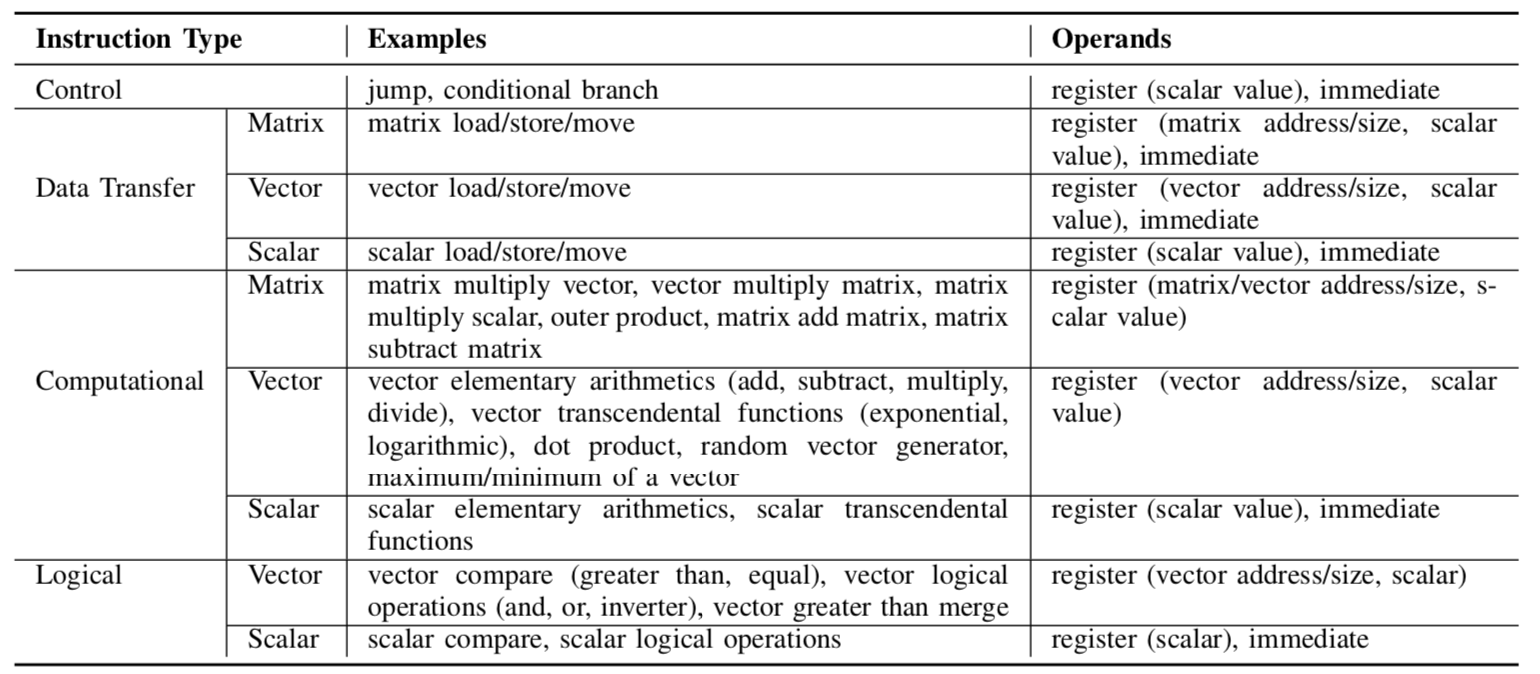 Instruction Type Examples Operands
Control jump, conditional branch register (scalar value), immediate
Matrix matrix load/store/move register (matrix address/size, scalar
value), immediate
Data Transfer Vector vector load/store/move register (vector address/size, scalar
value), immediate
Scalar scalar load/store/move register (scalar value), immediate
Matrix matrix multiply vector, vector multiply matrix, matrix register (matrix/vector address/size, s-
multiply scalar, outer product, matrix add matrix, matrix calar value)
subtract matrix
Computational Vector vector elementary arithmetics (add, subtract, multiply, register (vector address/size, scalar
divide), vector transcendental functions (exponential, value)
logarithmic), dot product, random vector generator,
maximum/minimum of a vector
Scalar scalar elementary arithmetics, scalar transcendental register (scalar value), immediate
functions
Logical Vector vector compare (greater than, equal), vector logical register (vector address/size, scalar)
operations (and, or, inverter), vector greater than merge
Scalar scalar compare, scalar logical operations register (scalar), immediate